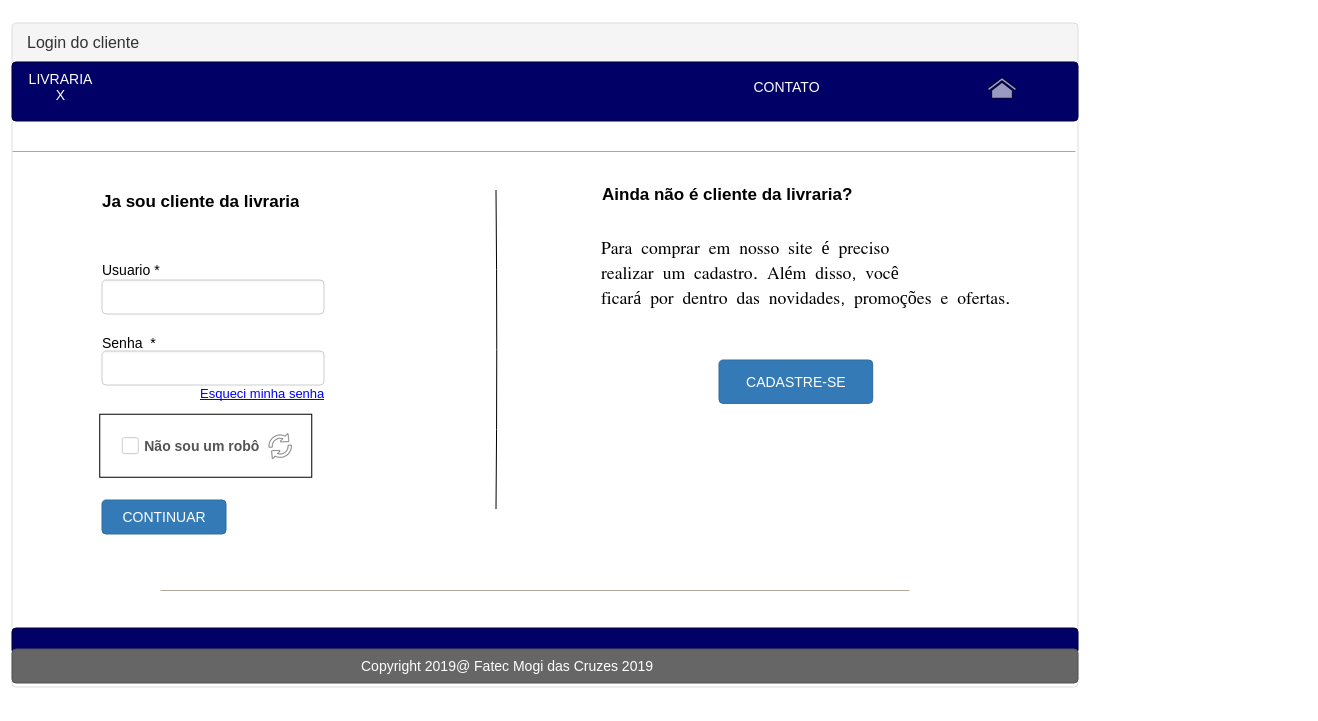 Login do cliente
LIVRARIA
X
CONTATO
Ja sou cliente da livraria
Usuario *
Senha  *
Esqueci minha senha
Não sou um robô
CONTINUAR
Ainda não é cliente da livraria?
Para comprar em nosso site é preciso
realizar um cadastro. Além disso, você
ficará por dentro das novidades, promoções e ofertas.
CADASTRE-SE
Copyright 2019@ Fatec Mogi das Cruzes 2019